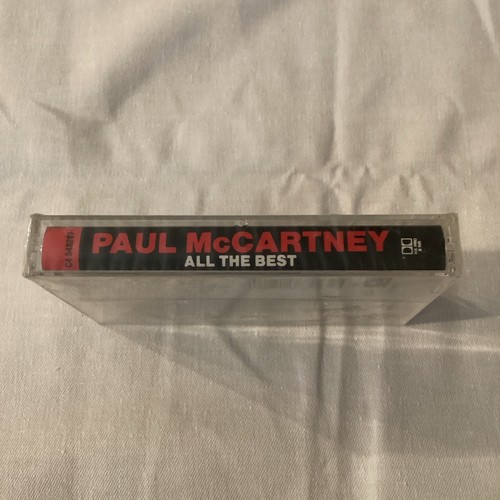 PAUL McCARTNEY
ALL THE BEST